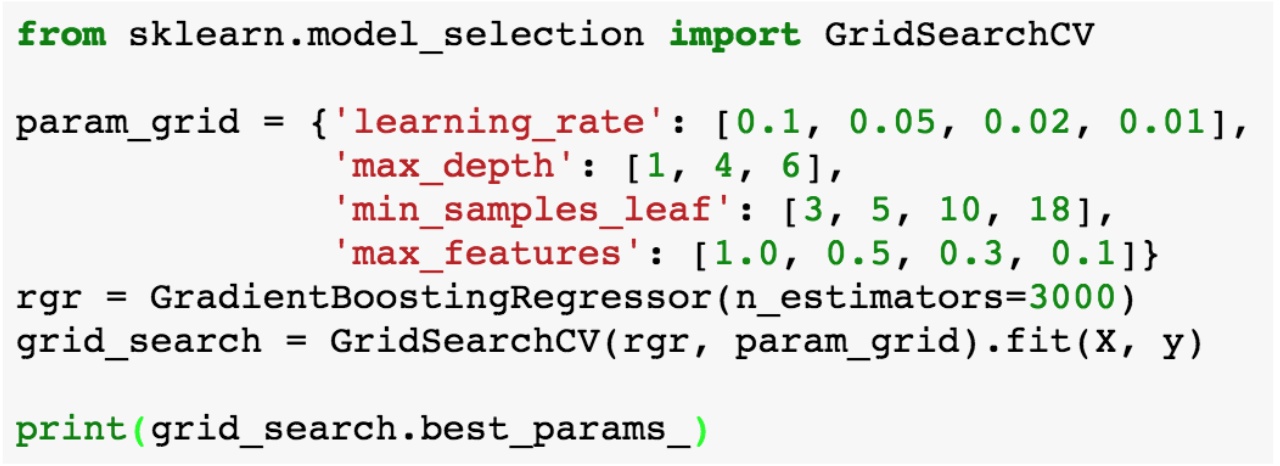 from sklearn.model_selection import GridSearchCV
param_grid = {'learning_rate': [0.1, 0.05, 0.02, 0.01],
'max_depth': [1, 4, 6],
'min_samples_leaf': [3, 5, 10, 18],
'max_features': [1.0, 0.5, 0.3, 0.1]}
rgr = GradientBoostingRegressor(n_estimators=3000)
grid_search = GridSearchCV(rgr, param_grid).fit(X, y)
print(grid_search.best_params_)